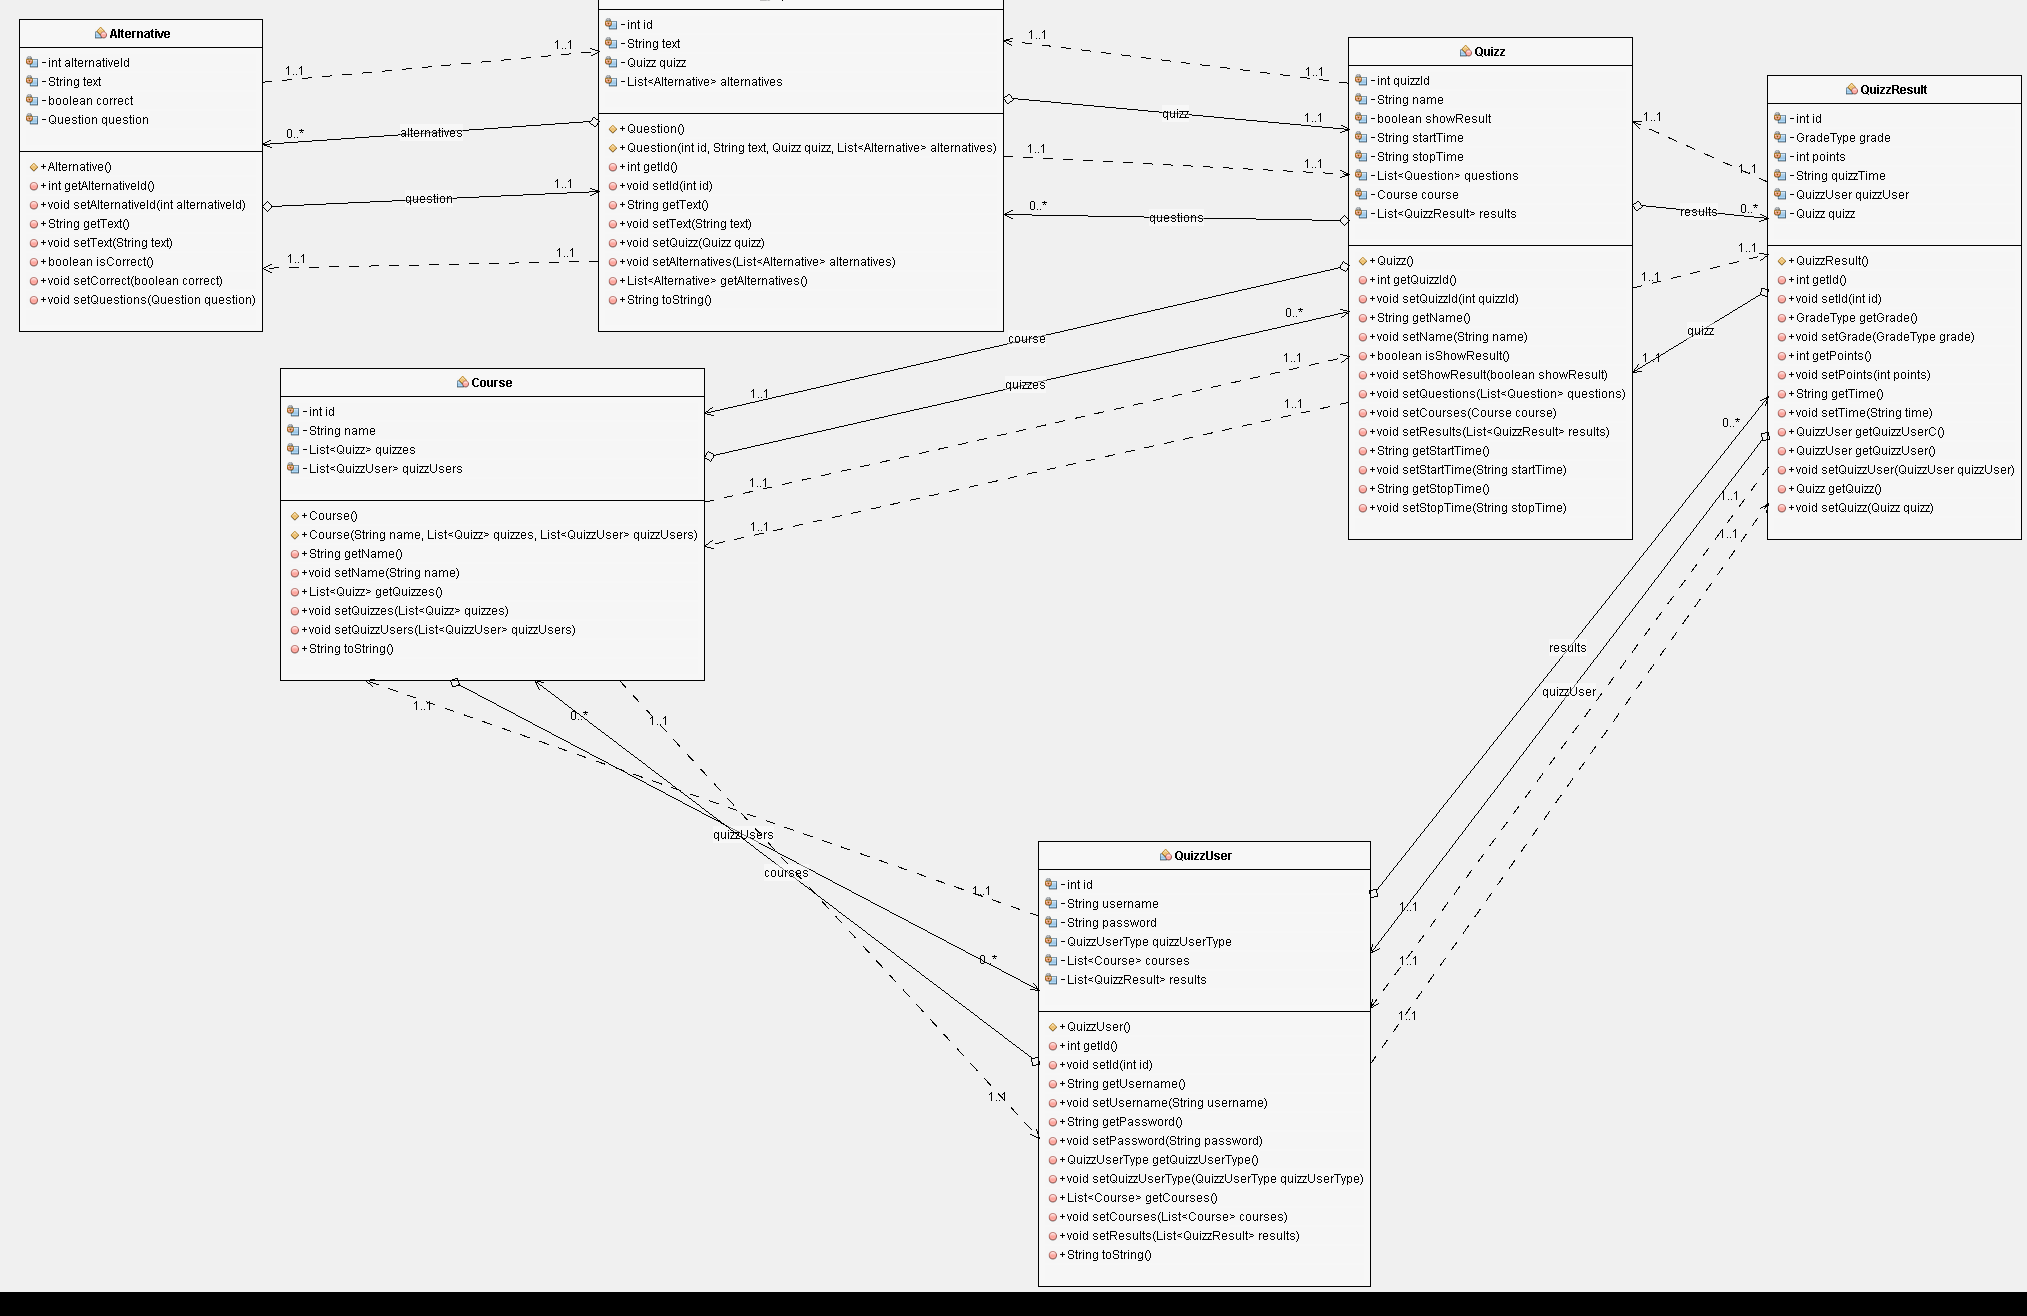 Alternative
- int alternativeId
- String text
- boolean correct
- Question question
+ Alternative()
+ int getAlternativeId()
+ void setAlternativeId(int alternativeId)
+ String getText()
+ void setText(String text)
+ boolean isCorrect()
+ void setCorrect(boolean correct)
+ void setQuestions(Question question)
1..1
1..1
0..*
alternatives
question
1..1
1..1
1..1
- int id
- String text
- Quizz quizz
- List<Alternative> alternatives
+ Question()
+ Question(int id, String text, Quizz quizz, List<Alternative> alternatives)
+ int getId()
+ void setId(int id)
+ String getText()
+ void setText(String text)
+ void setQuizz(Quizz quizz)
+ void setAlternatives(List<Alternative> alternatives)
+ List<Alternative> getAlternatives()
+ String toString()
1..1
1..1
quizz
1..1
1..1
1..1
0..*
questions
Quizz
- int quizzId
- String name
- boolean showResult
- String startTime
- String stopTime
- List<Question> questions
- Course course
- List<QuizzResult> results
+ Quizz()
+ int getQuizzId()
+ void setQuizzId(int quizzId)
+ String getName()
+ void setName(String name)
+ boolean isShowResult()
+ void setShowResult(boolean showResult)
+ void setQuestions(List<Question> questions)
+ void setCourses(Course course)
+ void setResults(List<QuizzResult> results)
+ String getStartTime()
+ void setStartTime(String startTime)
+ String getStopTime()
+ void setStopTime(String stopTime)
1..1
1..1
results
0..*
1..1
1..1
quizz
1..1
QuizzResult
- int id
- GradeType grade
- int points
- String quizzTime
- QuizzUser quizzUser
- Quizz quizz
+ QuizzResult()
+ int getId()
+ void setId(int id)
+ GradeType getGrade()
+ void setGrade(GradeType grade)
+ int getPoints()
+ void setPoints(int points)
+ String getTime()
+ void setTime(String time)
+ QuizzUser getQuizzUserC()
+ QuizzUser getQuizzUser()
+ void setQuizzUser(QuizzUser quizzUser)
+ Quizz getQuizz()
+ void setQuizz(Quizz quizz)
course
1..1
0..*
quizzes
1..1
1..1
1..1
1..1
Course
- int id
- String name
- List<Quizz> quizzes
- List<QuizzUser> quizzUsers
+ Course()
+ Course(String name, List<Quizz> quizzes, List<QuizzUser> quizzUsers)
+ String getName()
+ void setName(String name)
+ List<Quizz> getQuizzes()
+ void setQuizzes(List<Quizz> quizzes)
+ void setQuizzUsers(List<QuizzUser> quizzUsers)
+ String toString()
0..*
1..1
1..1
results
quizzUser
1..1
0..*
1..1
quizzUsers
courses
1..1
0..*
1..1
1..1
1..1
1..1
QuizzUser
- int id
- String username
- String password
- QuizzUserType quizzUserType
- List<Course> courses
- List<QuizzResult> results
+ QuizzUser()
+ int getId()
+ void setId(int id)
+ String getUsername()
+ void setUsername(String username)
+ String getPassword()
+ void setPassword(String password)
+ QuizzUserType getQuizzUserType()
+ void setQuizzUserType(QuizzUserType quizzUserType)
+ List<Course> getCourses()
+ void setCourses(List<Course> courses)
+ void setResults(List<QuizzResult> results)
+ String toString()